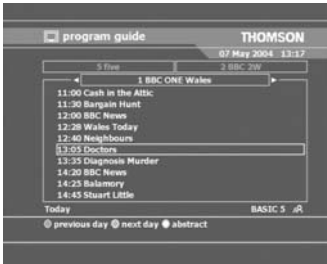 program guide THOMSON
07 May 2004 13:17
5 five 2 BBC 2W
1 BBC ONE Wales
11:00 Cash in the Attic
11:30 Bargain Hunt
12:00 BBC News
12:28 Wales Today
12:40 Neighbours
13:05 Doctors
13:35 Diagnosis Murder
14:20 BBC News
14:25 Balamory
14:45 Stuart Little
Today BASIC 5
previous day next day abstract